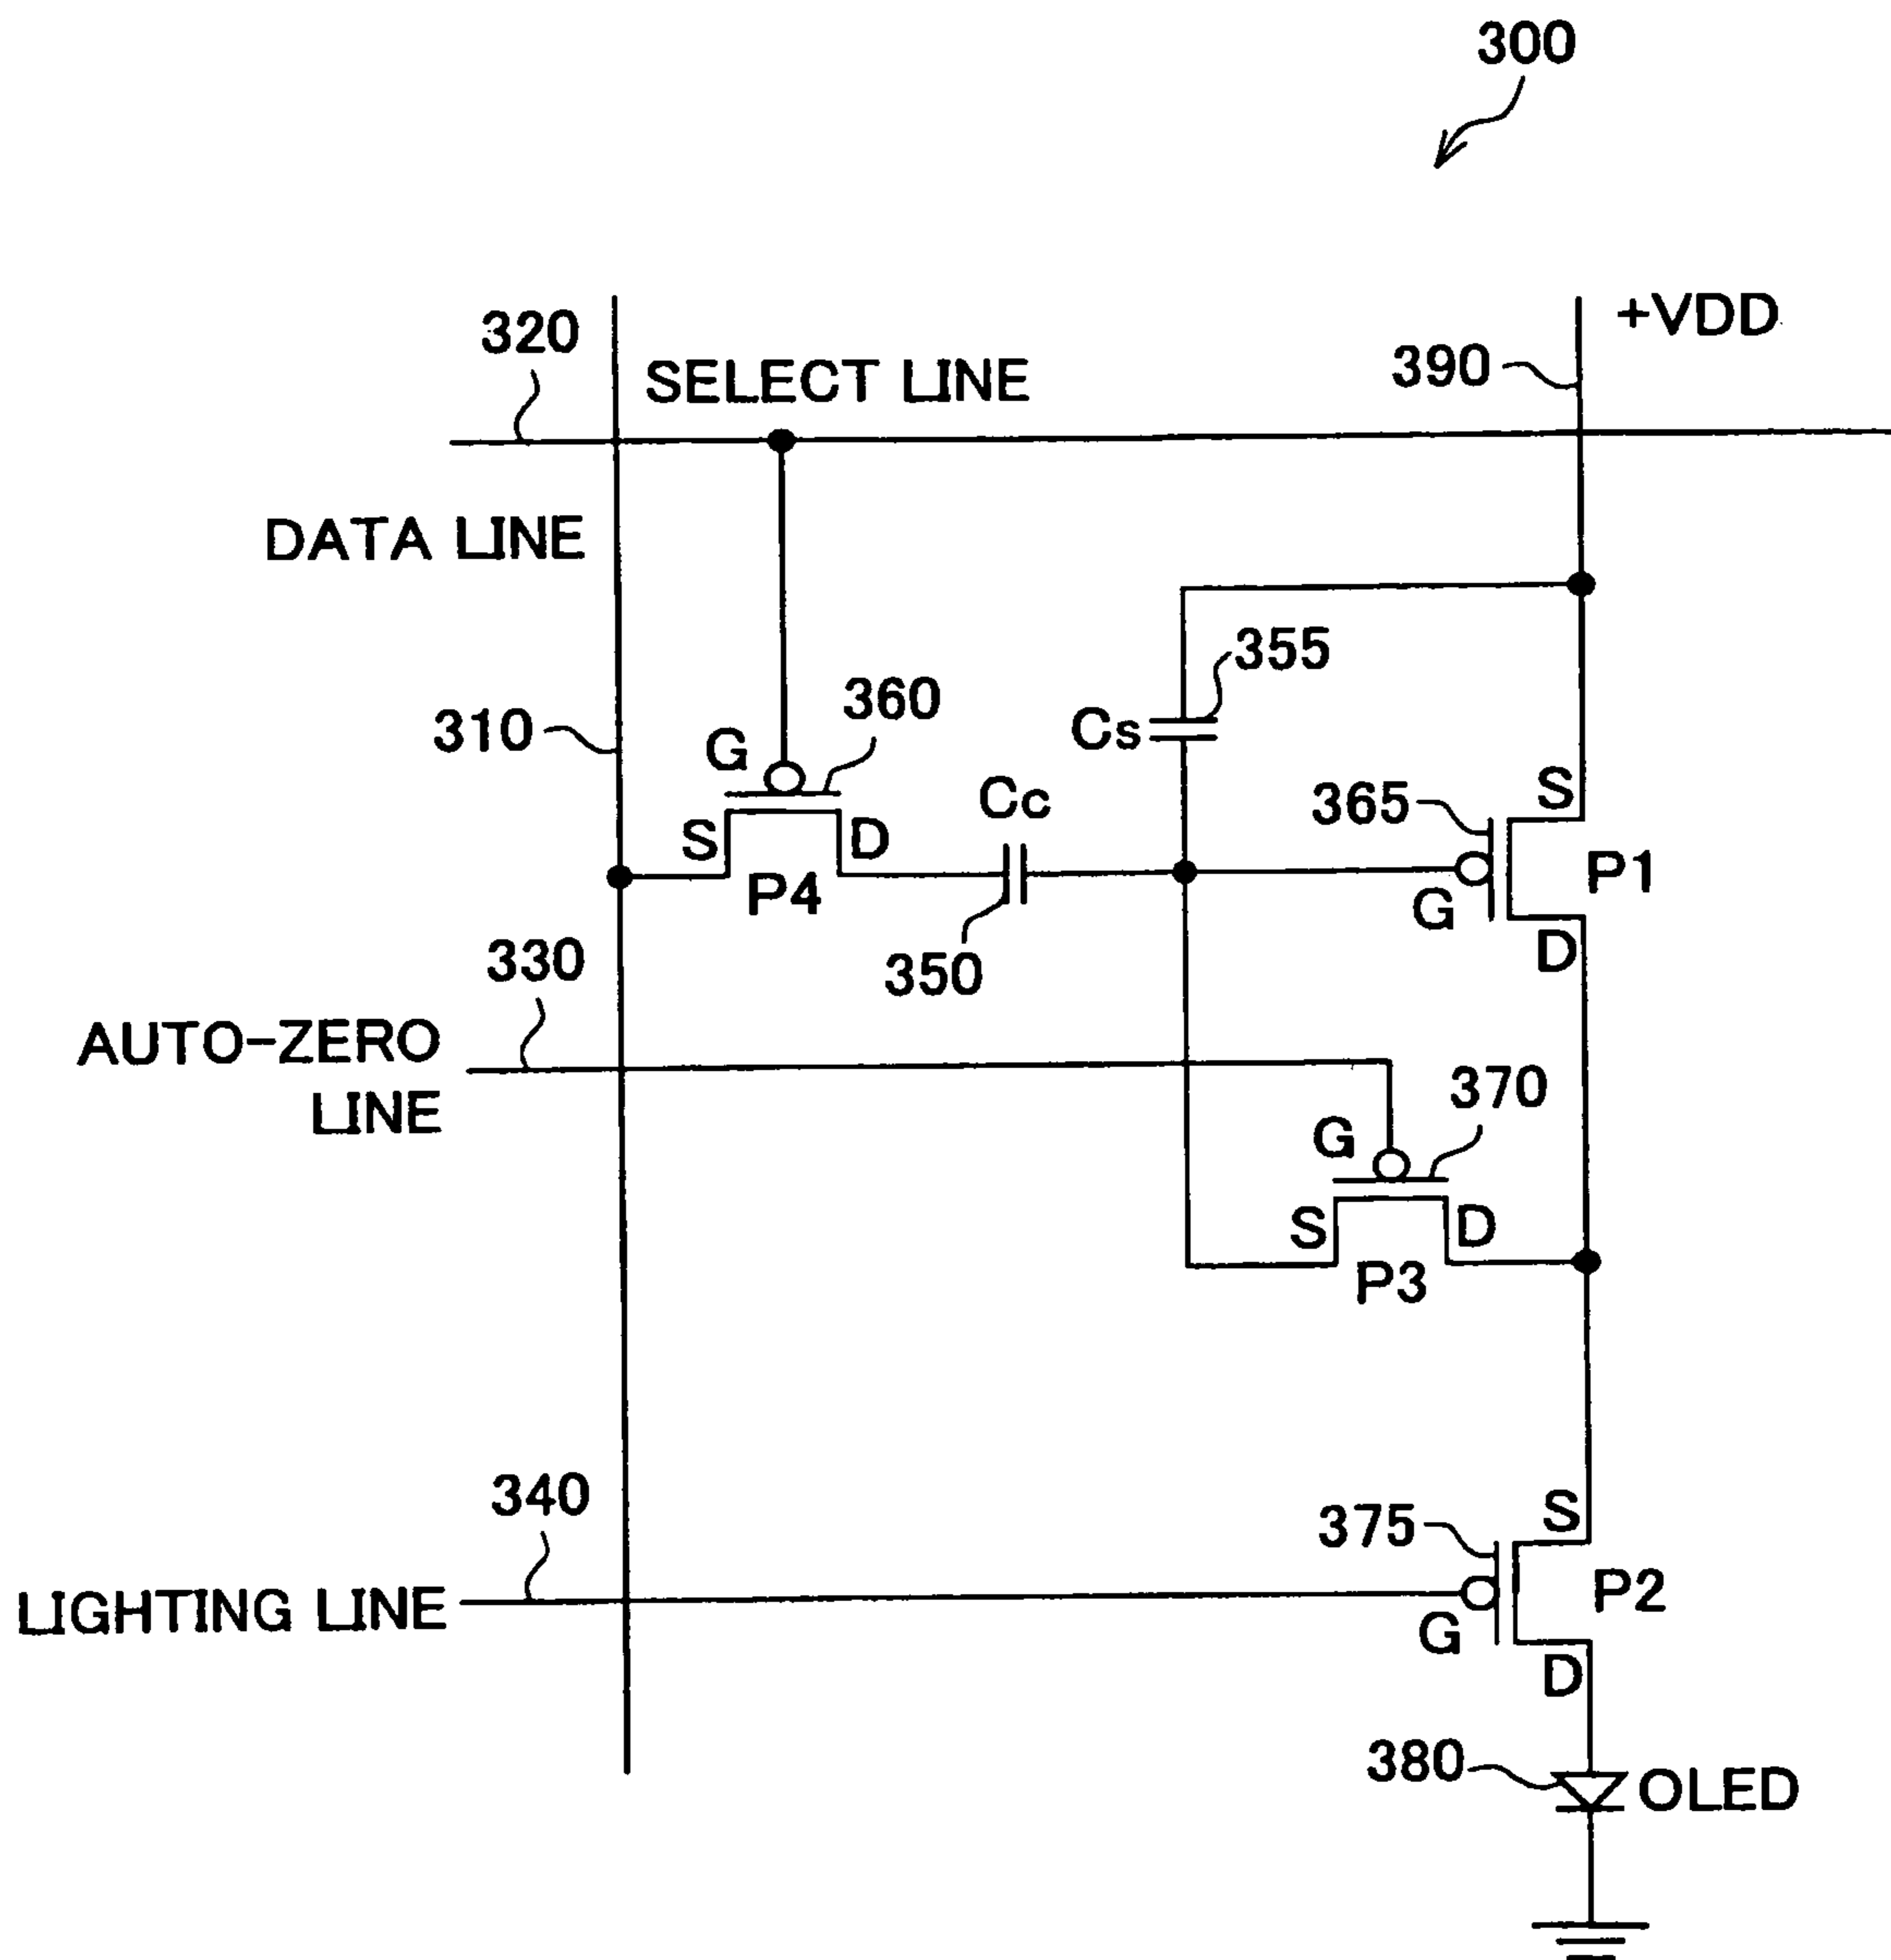 300
+VDD
320
SELECT LINE
390
DATA LINE
355
360
310
G
Cs
Cc
365
S
S
D
P4
P1
G
330
350
D
AUTO-ZERO
LINE
370
G
S
D
P3
340
375
S
LIGHTING LINE
P2
G
D
380
OLED